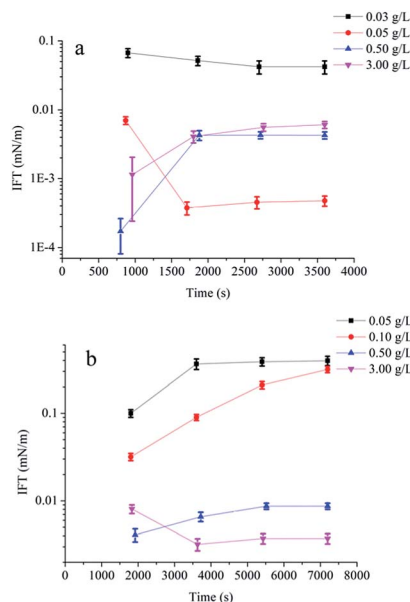 a
0.03 g/L
0.05 g/L
0.50 g/L
3.00 g/L
0.1
0.01
1E-3
1E-4
IFT (mN/m)
0 500 1000 1500 2000 2500 3000 3500 4000
Time (s)
b
0.05 g/L
0.10 g/L
0.50 g/L
3.00 g/L
0.1
0.01
IFT (mN/m)
0 1000 2000 3000 4000 5000 6000 7000 8000
Time (s)